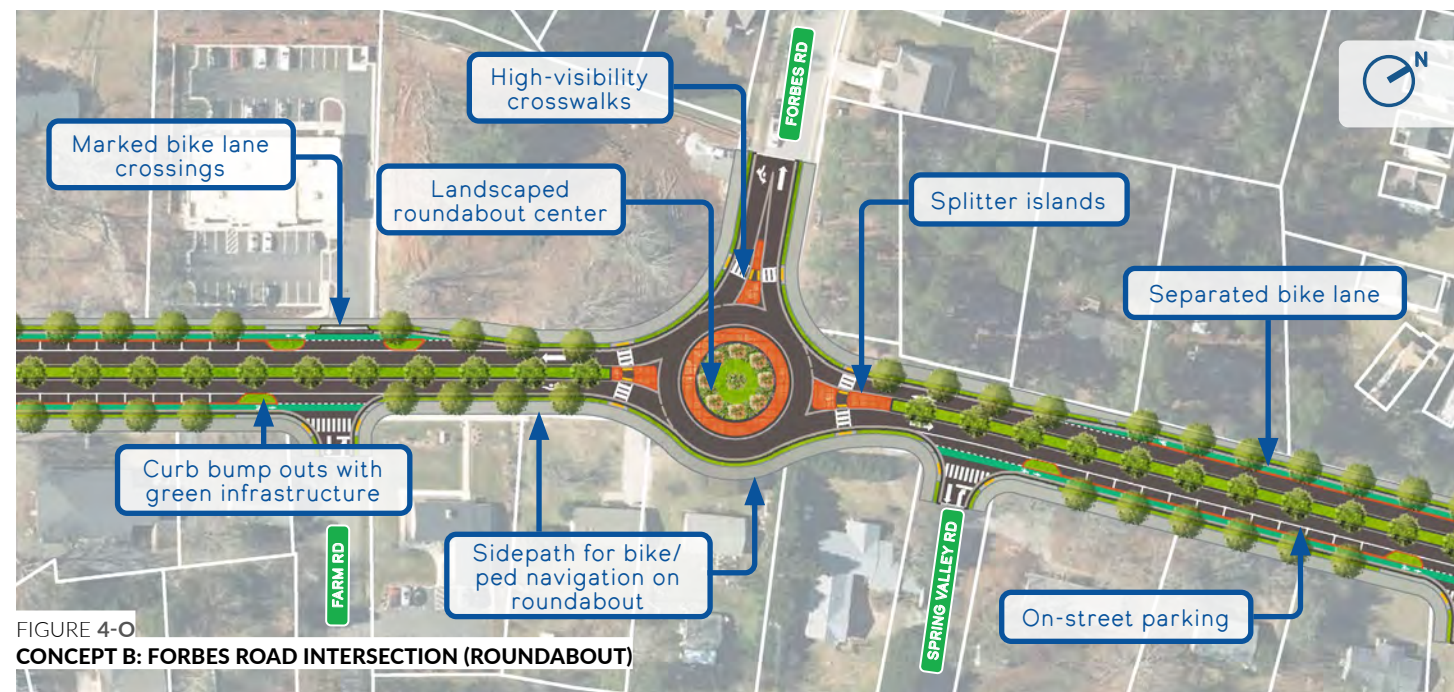 N
FORBES RD
High-visibility
crosswalks
Marked bike lane
crossings
Landscaped
roundabout center
Splitter islands
Separated bike lane
Curb bump outs with
green infrastructure
Sidepath for bike/
ped navigation on
roundabout
On-street parking
FARM RD
SPRING VALLEY RD
FIGURE 4-O
CONCEPT B: FORBES ROAD INTERSECTION (ROUNDABOUT)